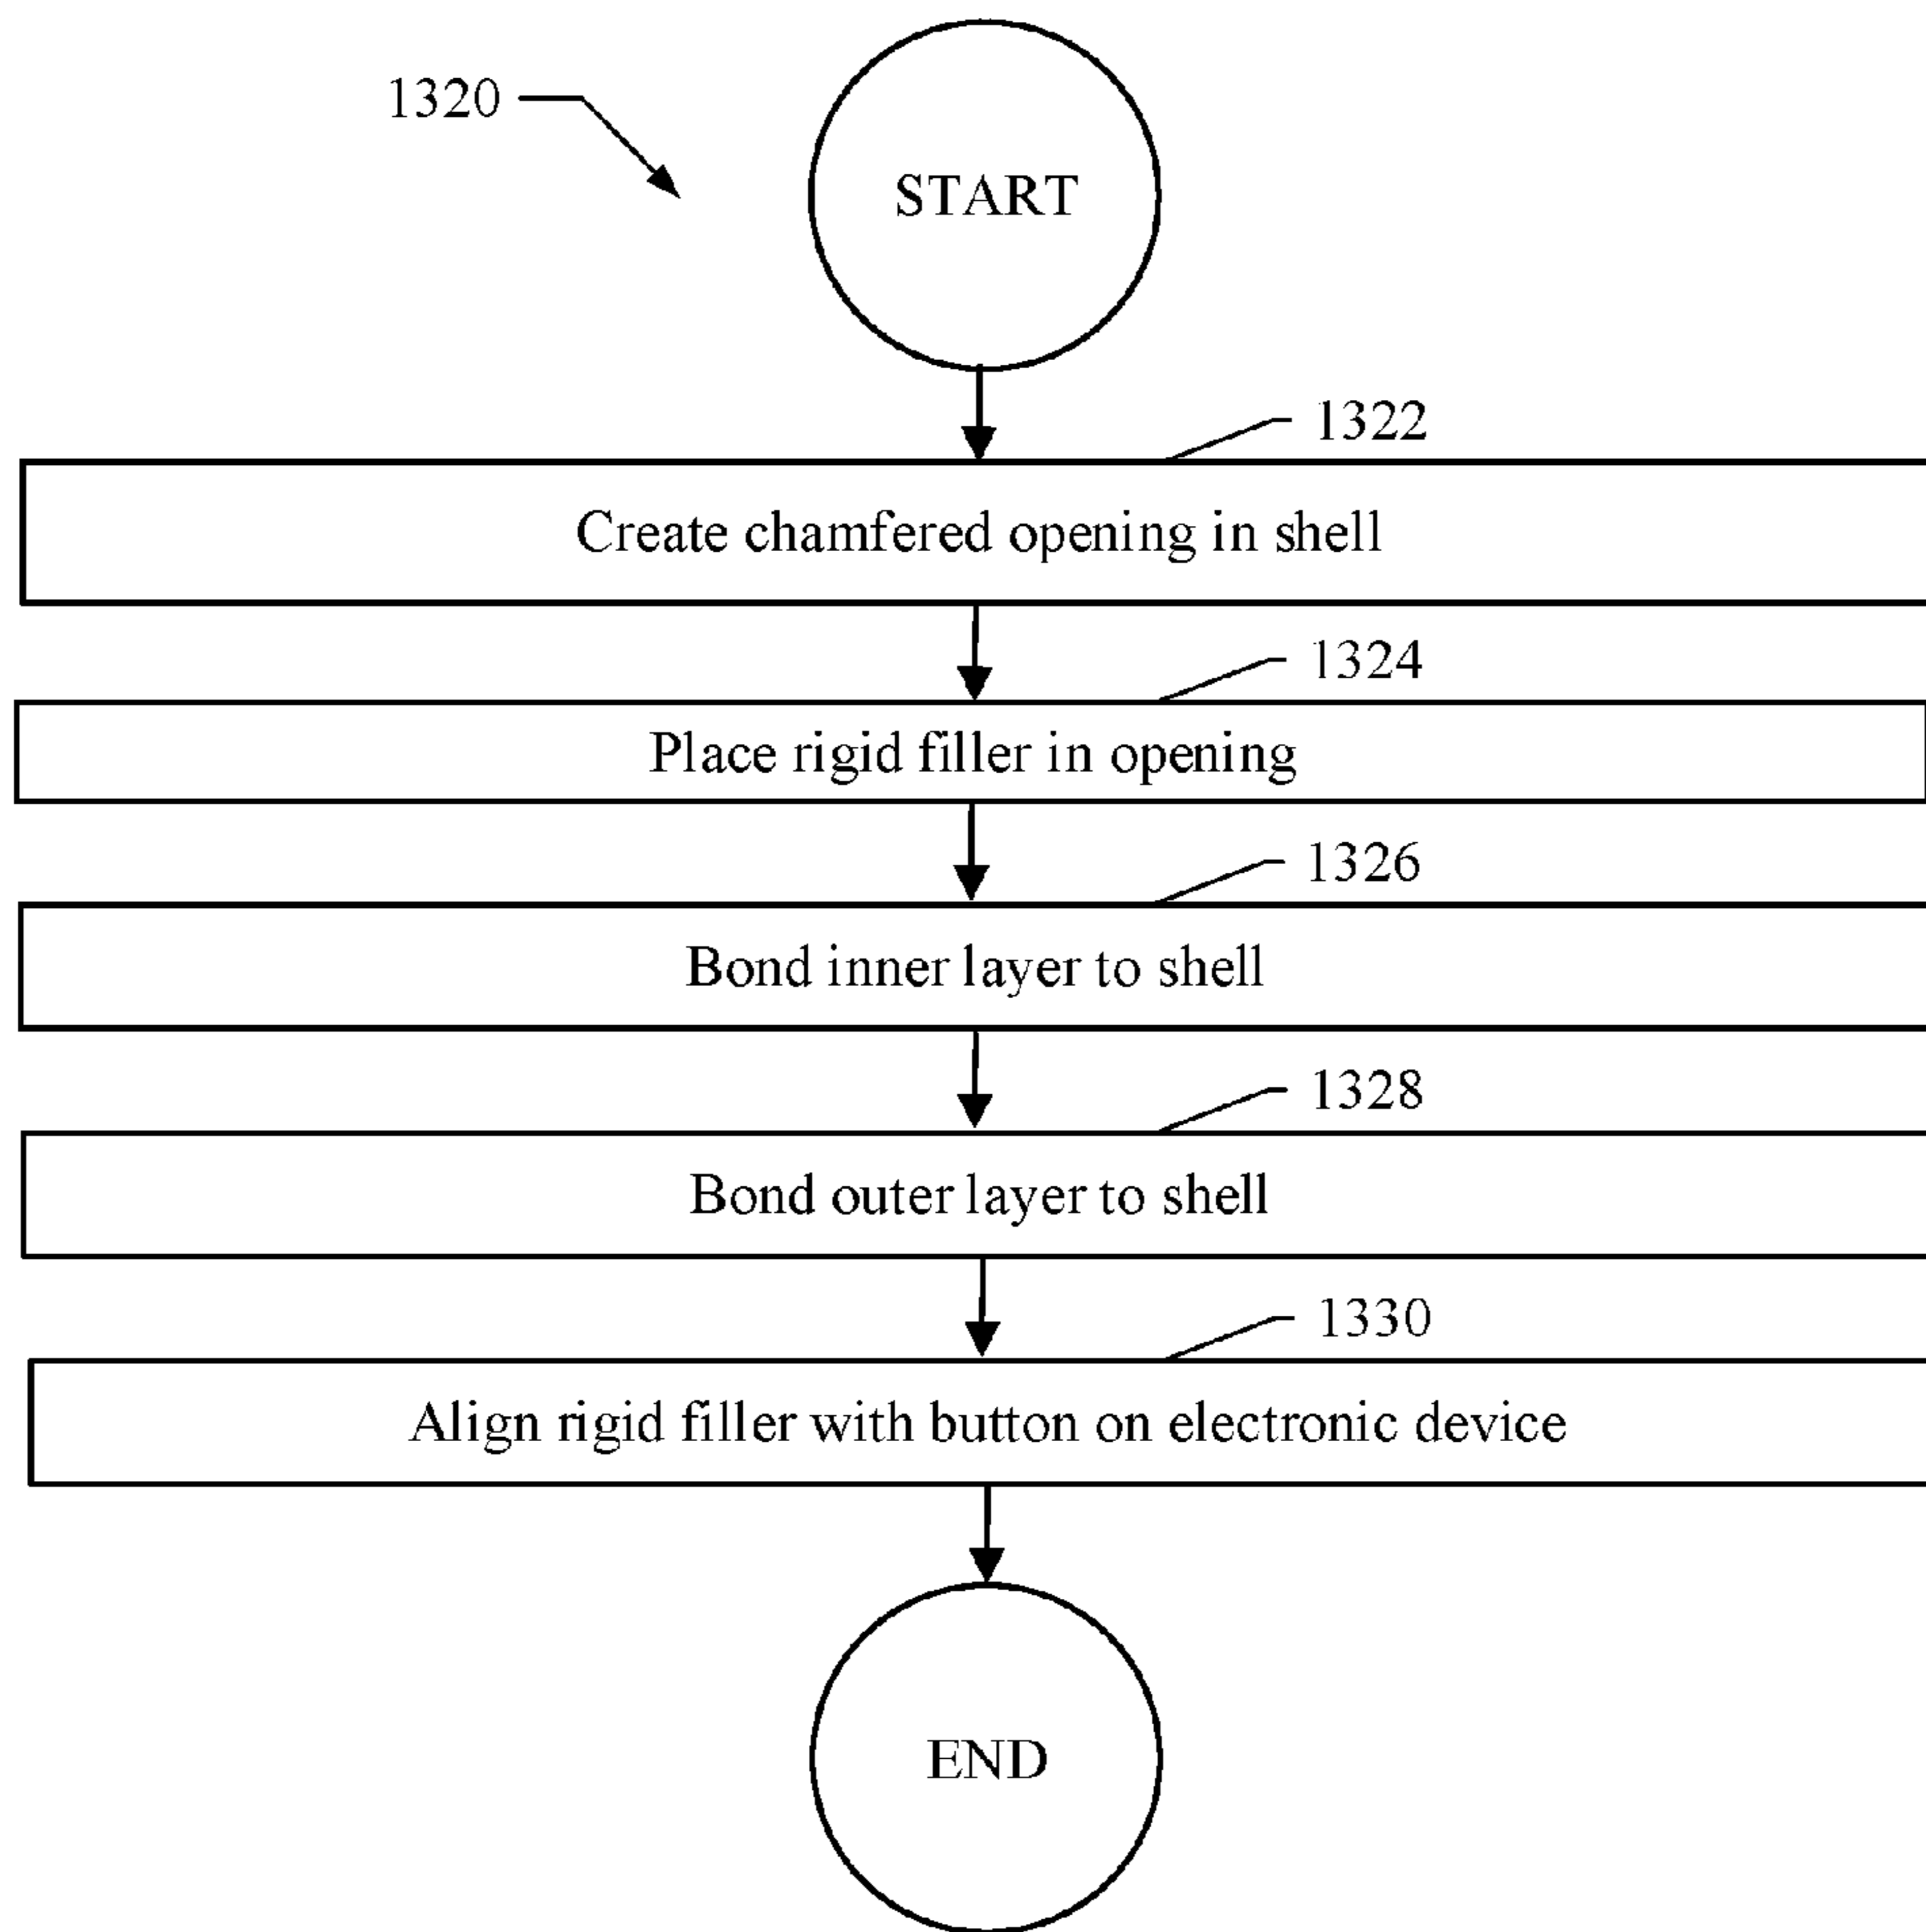 1320
START
1322
Create chamfered opening in shell
1324
Place rigid filler in opening
1326
Bond inner layer to shell
1328
Bond outer layer to shell
1330
Align rigid filler with button on electronic device
END